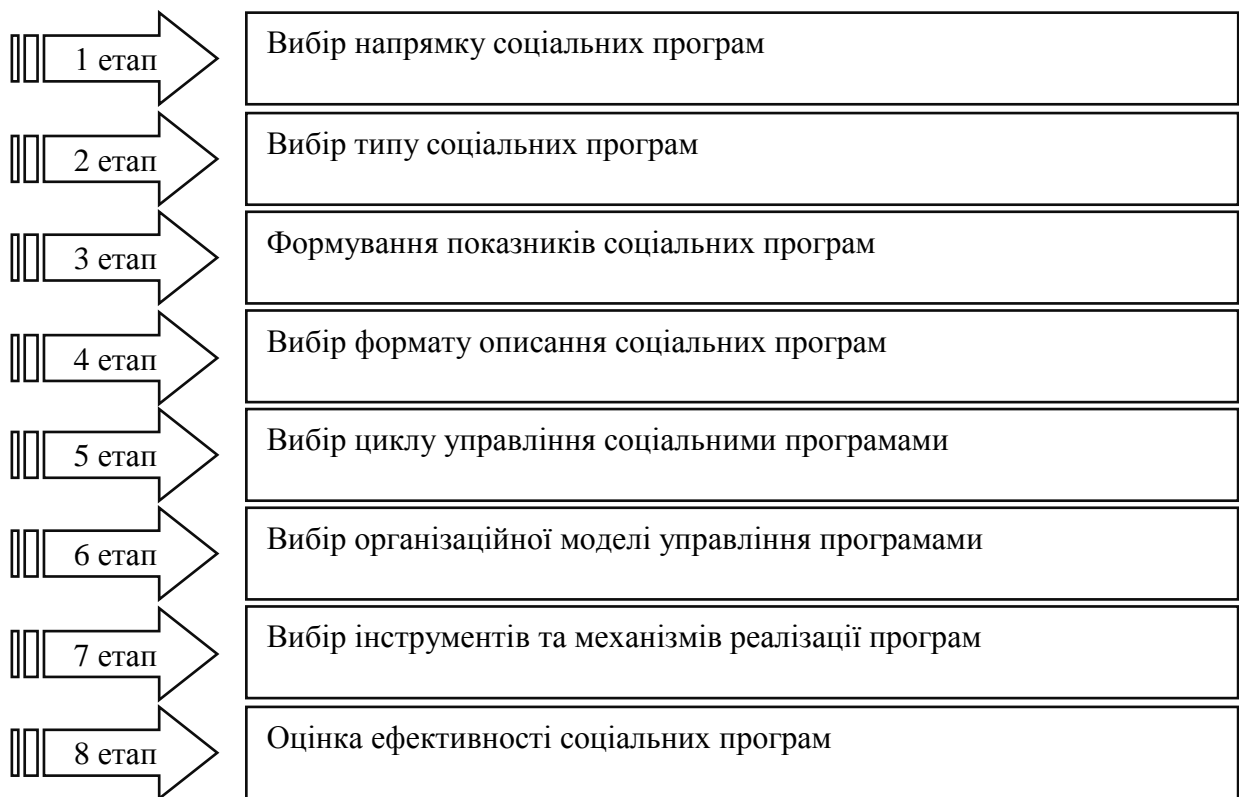 1 етап
Вибір напрямку соціальних програм
2 етап
Вибір типу соціальних програм
3 етап
Формування показників соціальних програм
4 етап
Вибір формату описання соціальних програм
5 етап
Вибір циклу управління соціальними програмами
6 етап
Вибір організаційної моделі управління програмами
7 етап
Вибір інструментів та механізмів реалізації програм
8 етап
Оцінка ефективності соціальних програм